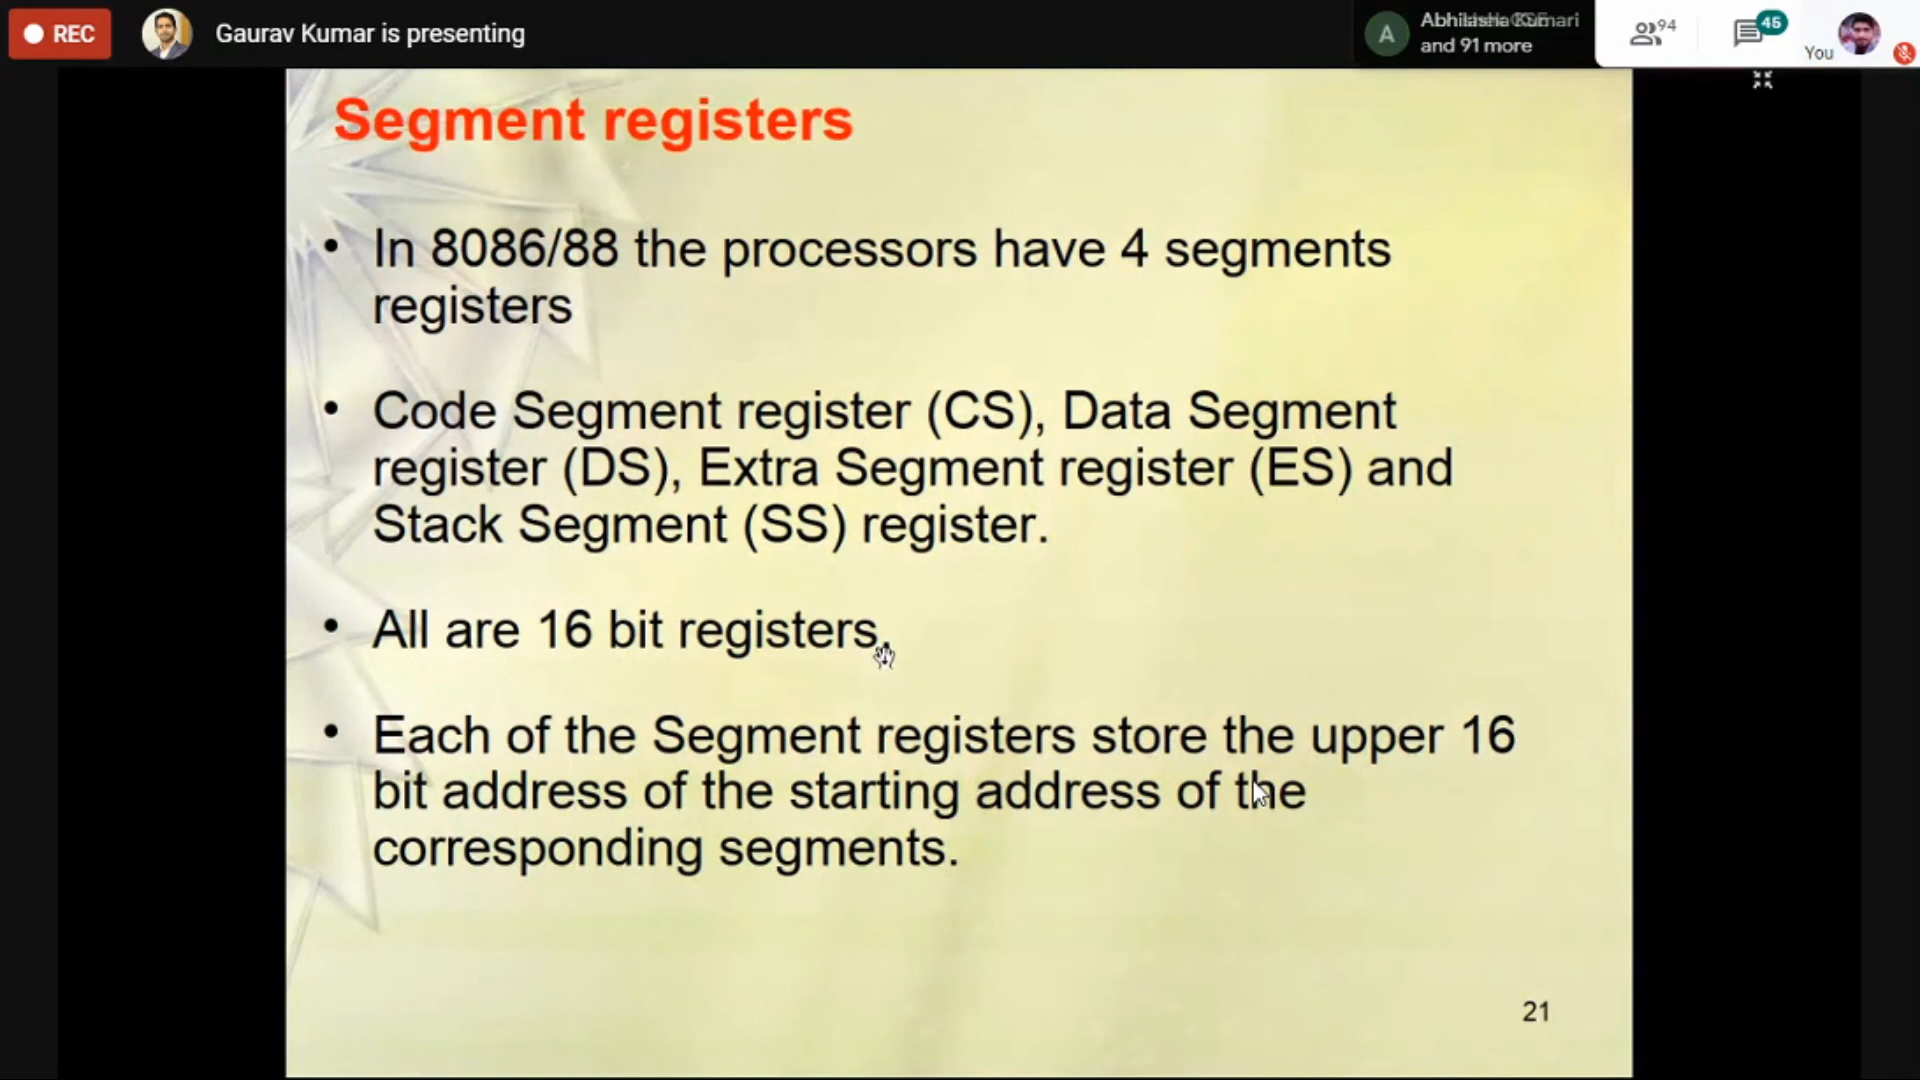 REC
Gaurav Kumar is presenting
A
Kumari
and 91 more
94
45
You
Segment registers
• In 8086/88 the processors have 4 segments
registers
• Code Segment register (CS), Data Segment
register (DS), Extra Segment register (ES) and
Stack Segment (SS) register.
• All are 16 bit registers.
• Each of the Segment registers store the upper 16
bit address of the starting address of the
corresponding segments.
21